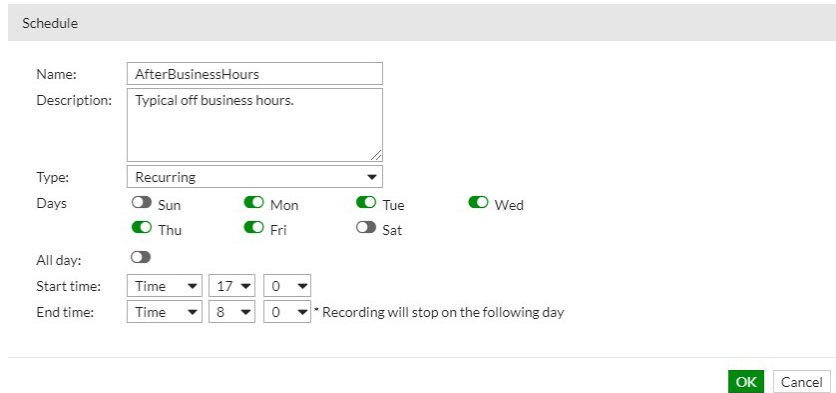 Schedule
Name: AfterBusinessHours
Description: Typical off business hours.
Type: Recurring
Days Sun Mon Tue Wed
Thu Fri Sat
All day:
Start time: Time 17 0
End time: Time 8 0 * Recording will stop on the following day
OK Cancel